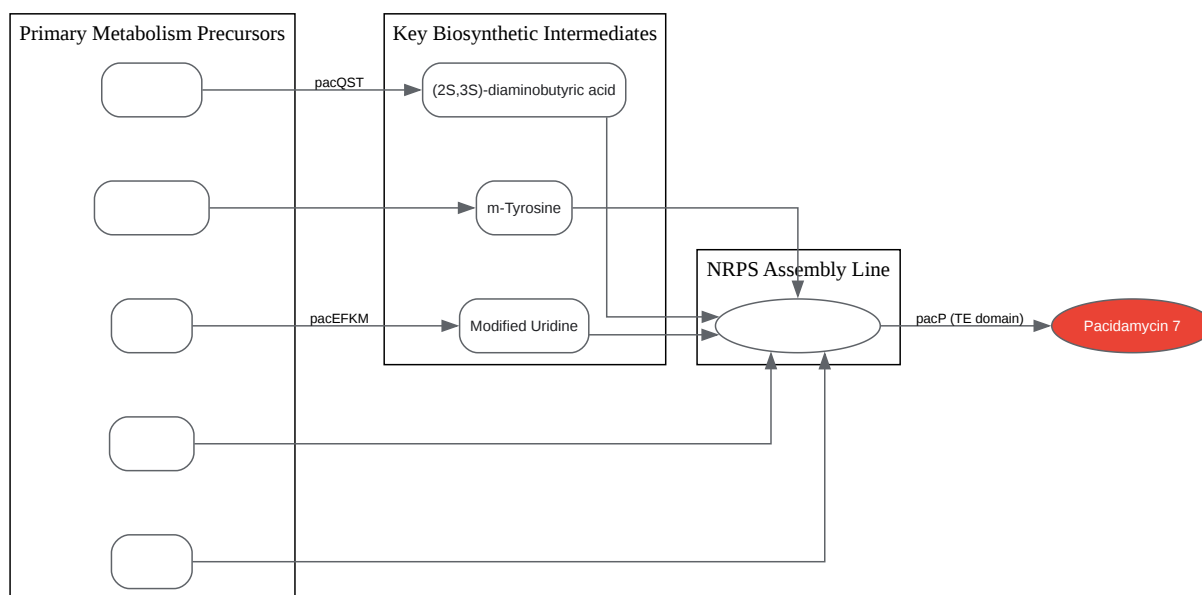 Primary Metabolism Precursors
Key Biosynthetic Intermediates
pacQST
(2S,3S)-diaminobutyric acid
m-Tyrosine
NRPS Assembly Line
pacEFKM
Modified Uridine
pacP (TE domain)
Pacidamycin 7